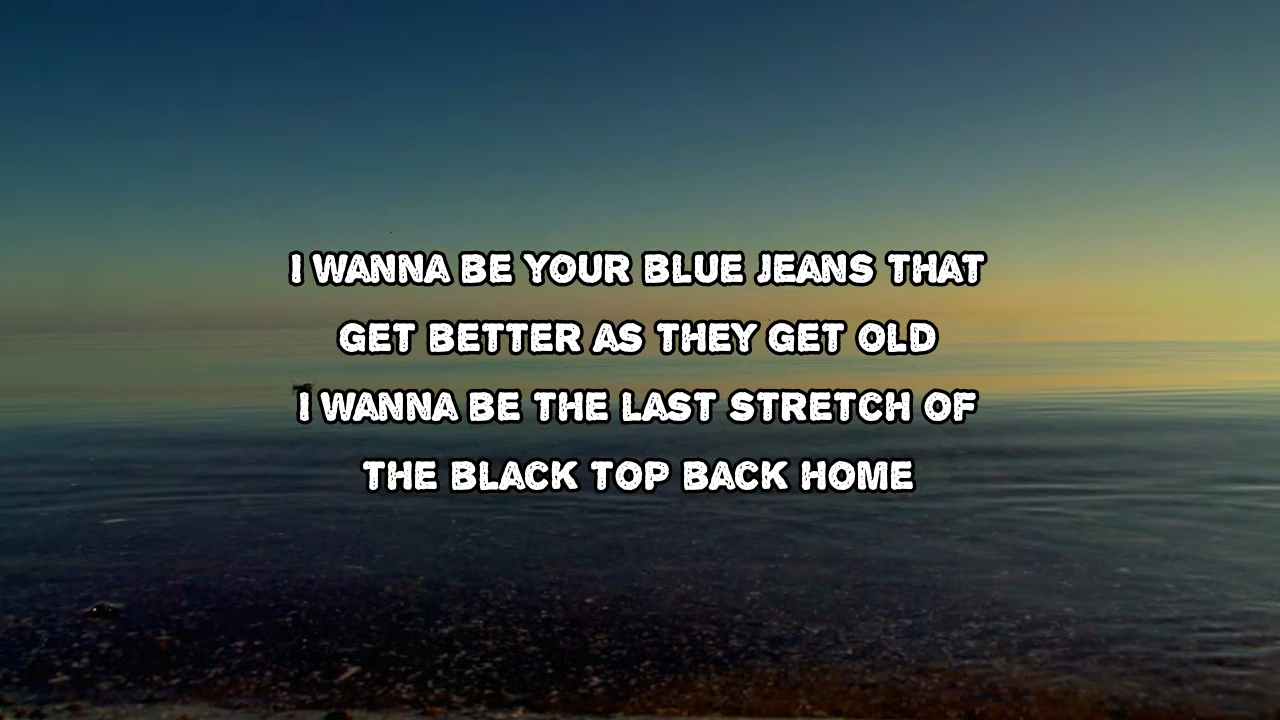 I WANNA BE YOUR BLUE JEANS THAT
GET BETTER AS THEY GET OLD
I WANNA BE THE LAST STRETCH OF
THE BLACK TOP BACK HOME